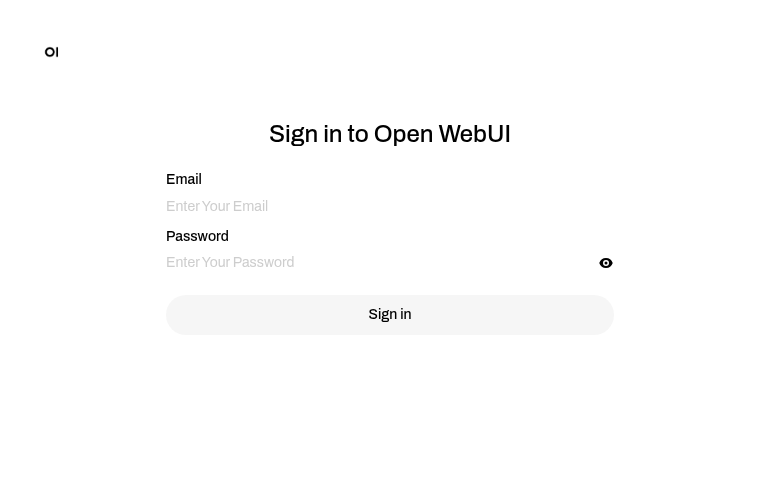 OI
Sign in to Open WebUI
Email
Enter Your Email
Password
Enter Your Password
Sign in